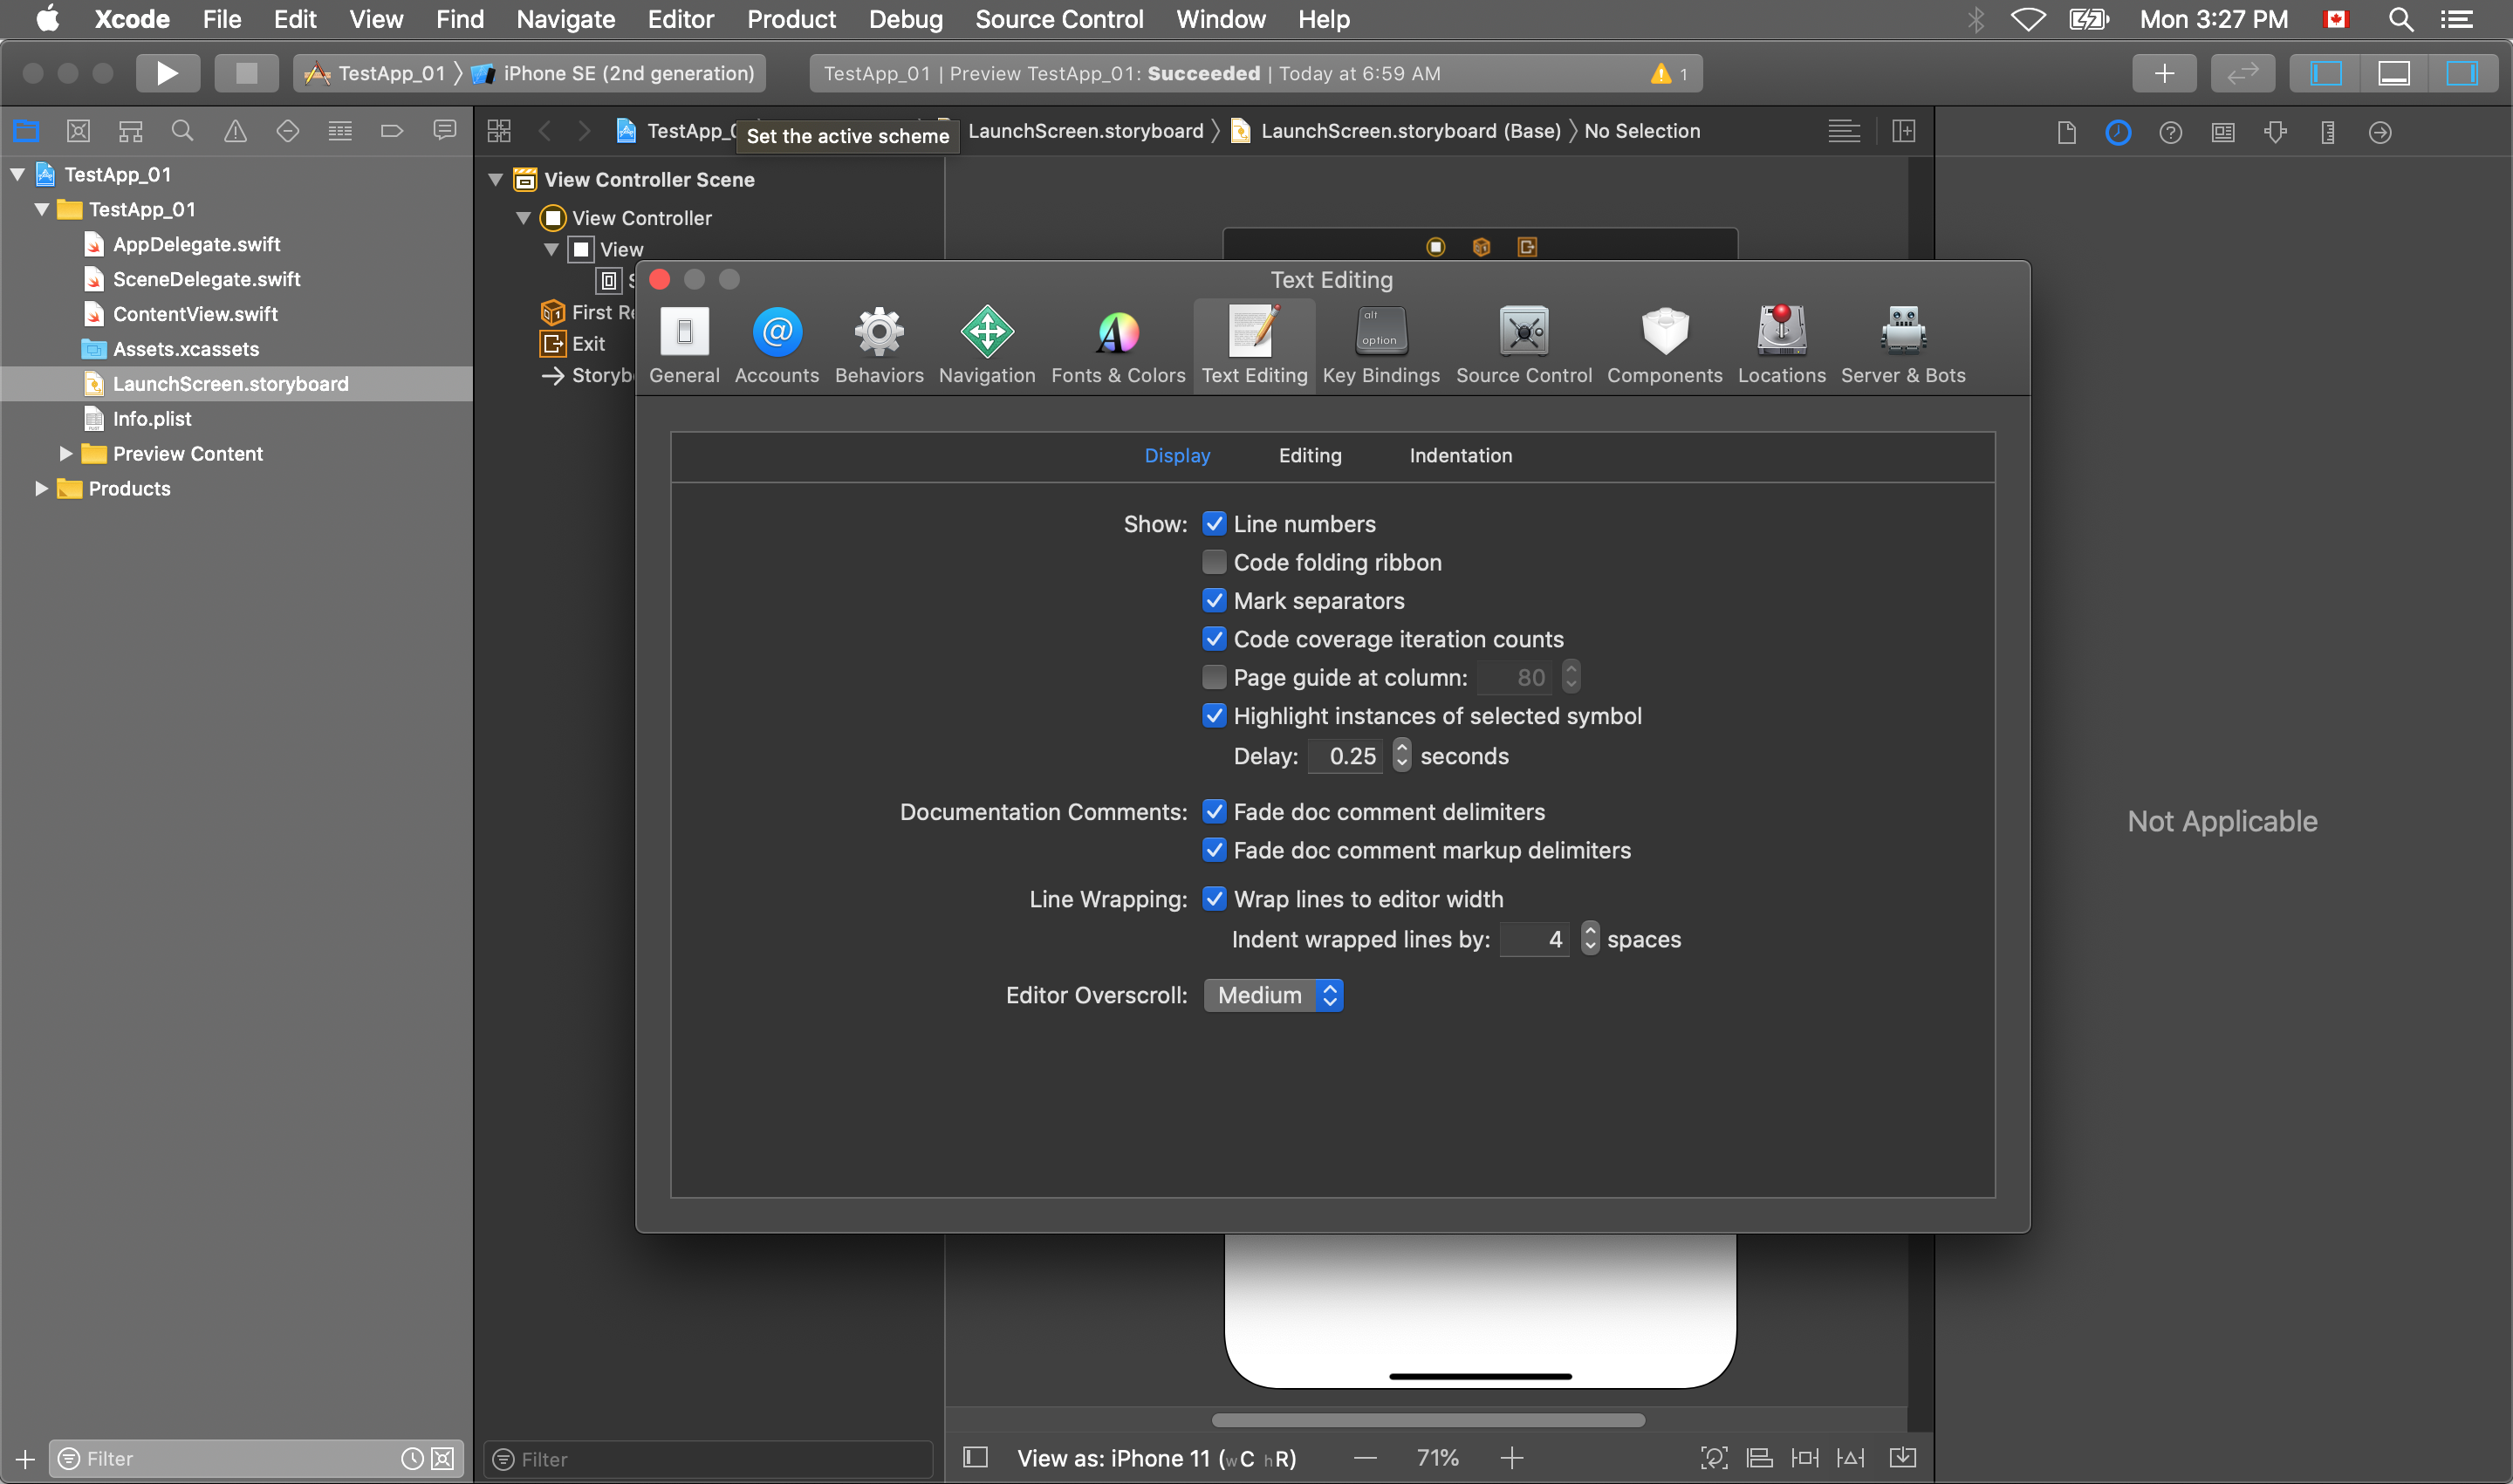 Xcode File Edit View Find Navigate Editor Product Debug Source Control Window Help Mon 3:27 PM
TestApp_01 iPhone SE (2nd generation) TestApp_01 | Preview TestApp_01: Succeeded | Today at 6:59 AM 1
Set the active scheme
LaunchScreen.storyboard LaunchScreen.storyboard (Base) No Selection
TestApp_01
TestApp_01
AppDelegate.swift
SceneDelegate.swift
ContentView.swift
Assets.xcassets
LaunchScreen.storyboard
Info.plist
Preview Content
Products
View Controller Scene
View Controller
View
First
Exit
Text Editing
alt
option
General Accounts Behaviors Navigation Fonts & Colors Text Editing Key Bindings Source Control Components Locations Server & Bots
Display Editing Indentation
Show: Line numbers
Code folding ribbon
Mark separators
Code coverage iteration counts
Page guide at column: 80
Highlight instances of selected symbol
Delay: 0.25 seconds
Documentation Comments: Fade doc comment delimiters
Fade doc comment markup delimiters
Line Wrapping: Wrap lines to editor width
Indent wrapped lines by: 4 spaces
Editor Overscroll: Medium
Not Applicable
Filter
Filter
View as: iPhone 11 (wC hR) 71%